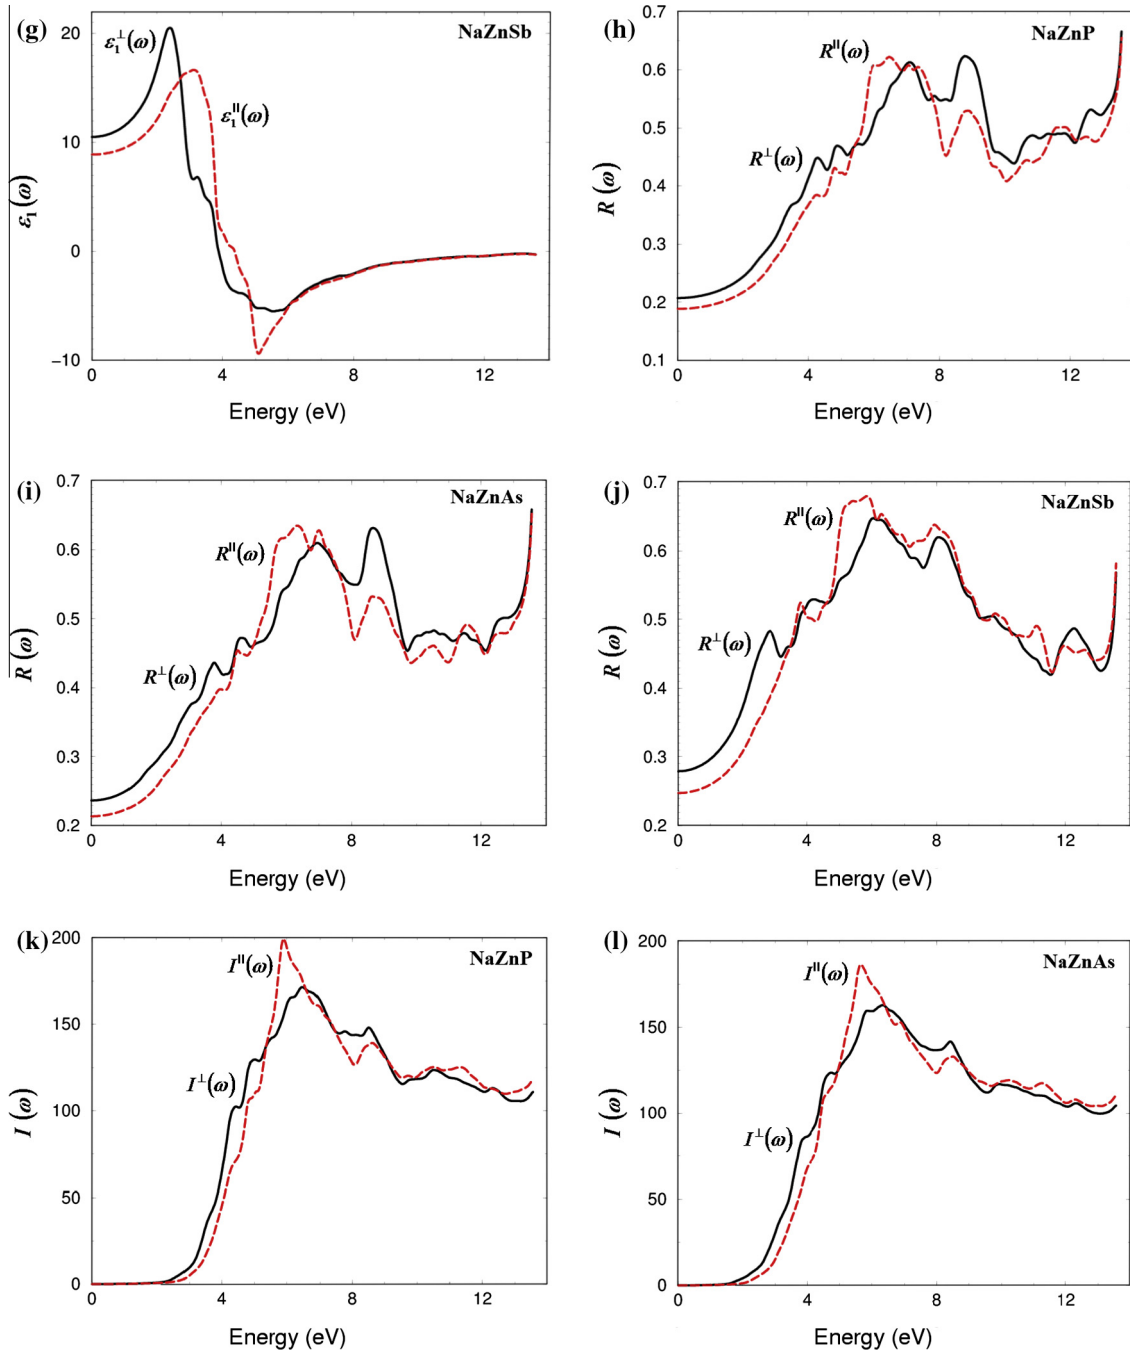 (g)
NaZnSb
ε₁⊥(ω)
ε₁∥(ω)
20
10
0
−10
ε₁(ω)
0 4 8 12
Energy (eV)
(h)
NaZnP
R∥(ω)
R⊥(ω)
0.7
0.6
0.5
0.4
0.3
0.2
0.1
R (ω)
0 4 8 12
Energy (eV)
(i)
NaZnAs
R∥(ω)
R⊥(ω)
0.7
0.6
0.5
0.4
0.3
0.2
R (ω)
0 4 8 12
Energy (eV)
(j)
NaZnSb
R∥(ω)
R⊥(ω)
0.7
0.6
0.5
0.4
0.3
0.2
R (ω)
0 4 8 12
Energy (eV)
(k)
NaZnP
I∥(ω)
I⊥(ω)
200
150
100
50
0
I (ω)
0 4 8 12
Energy (eV)
(l)
NaZnAs
I∥(ω)
I⊥(ω)
200
150
100
50
0
I (ω)
0 4 8 12
Energy (eV)